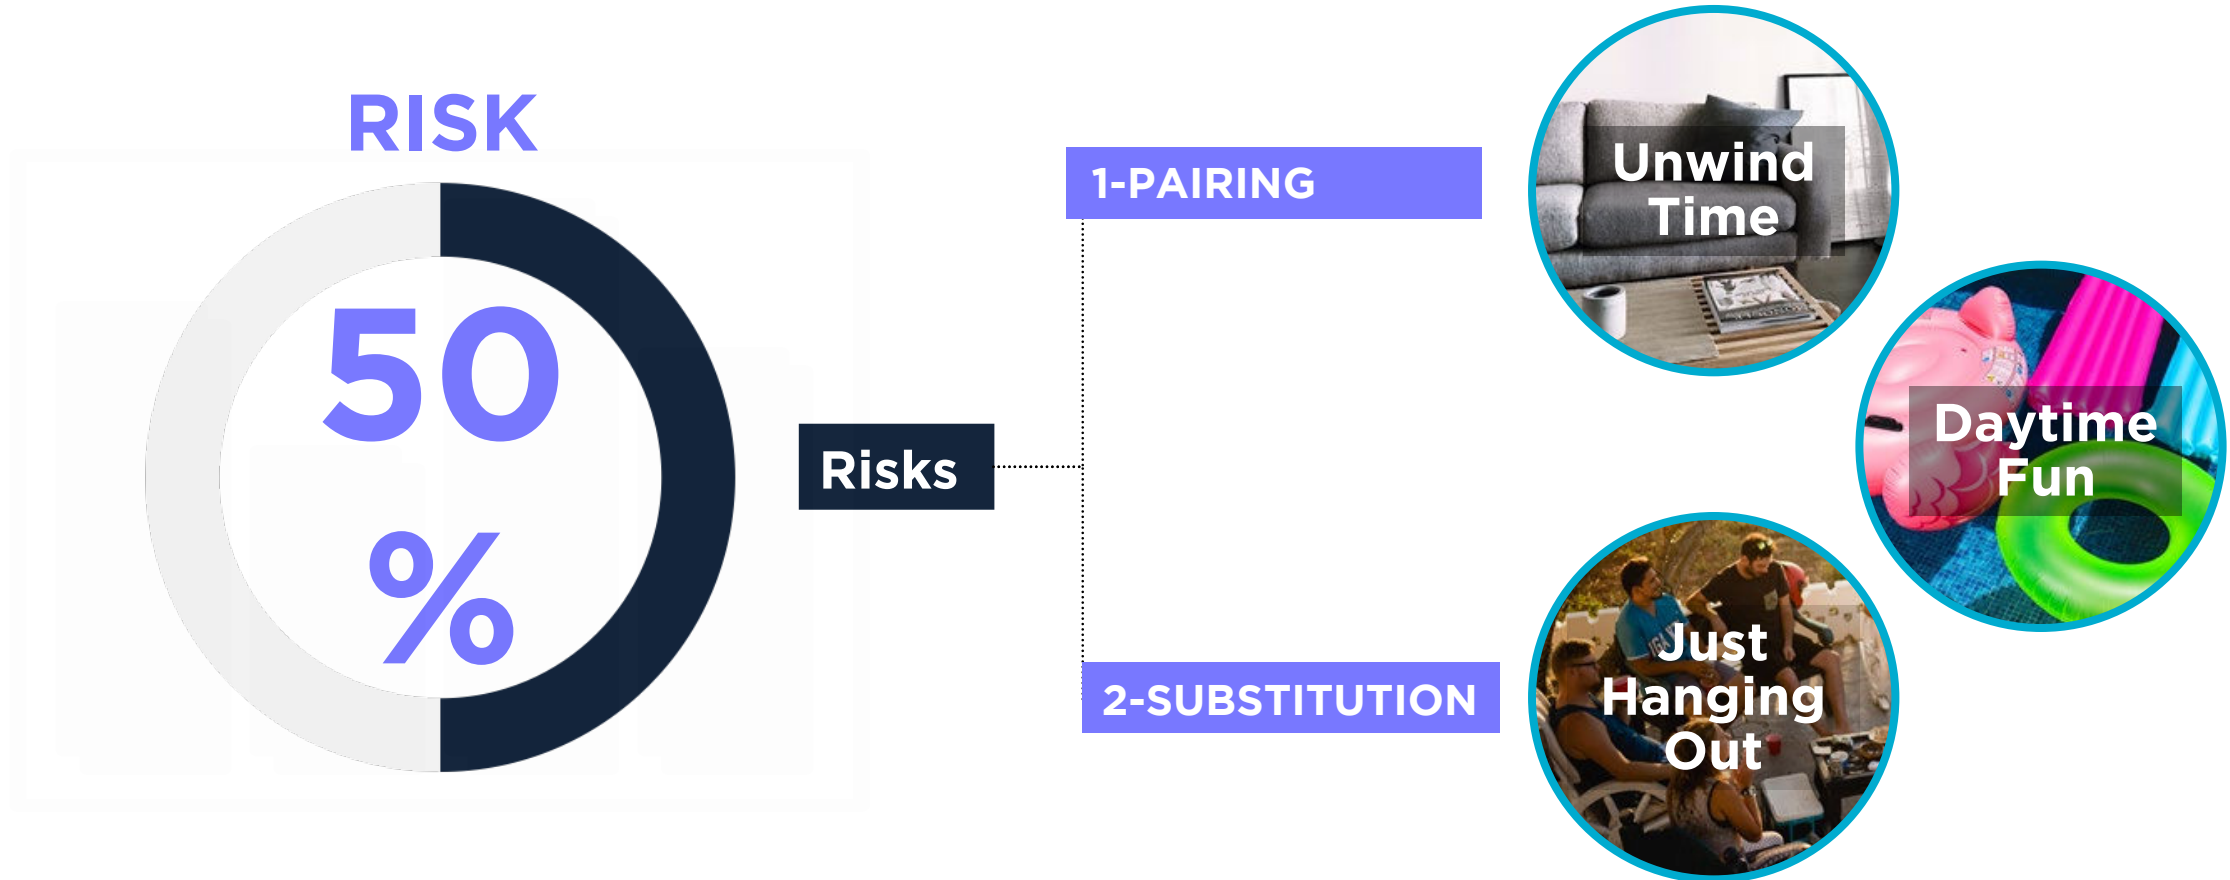 RISK
50
%
Risks
1-PAIRING
2-SUBSTITUTION
Unwind
Time
Daytime
Fun
Just
Hanging
Out